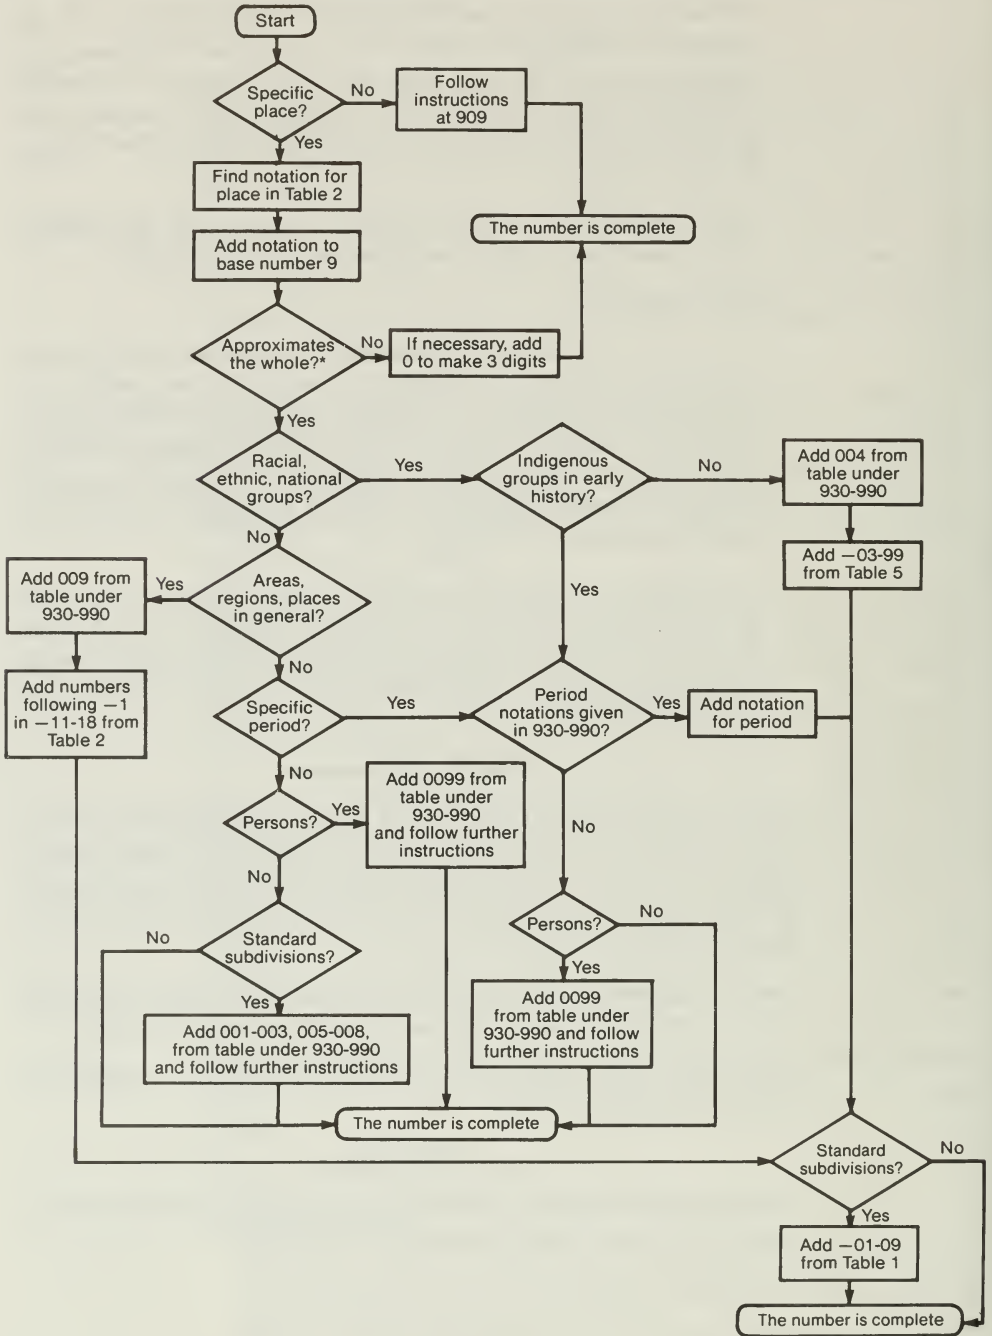 Start
Specific
place?
No
Follow
instructions
at 909
Yes
Find notation for
place in Table 2
The number is complete
Add notation to
base number 9
Approximates
the whole?*
No
If necessary, add
0 to make 3 digits
Yes
Racial,
ethnic, national
groups?
Yes
Indigenous
groups in early
history?
No
Add 004 from
table under
930-990
No
Add —03-99
from Table 5
Add 009 from
table under
930-990
Yes
Areas,
regions, places
in general?
Yes
No
Add numbers
following —1
in —11-18 from
Table 2
Specific
period?
Yes
Period
notations given
in 930-990?
Yes
Add notation
for period
No
Persons?
Yes
Add 0099 from
table under
930-990
and follow further
instructions
No
No
Persons?
No
No
Standard
subdivisions?
Yes
Yes
Add 001-003, 005-008,
from table under 930-990
and follow further instructions
Add 0099
from table under
930-990 and follow
further instructions
The number is complete
Standard
subdivisions?
No
Yes
Add —01-09
from Table 1
The number is complete